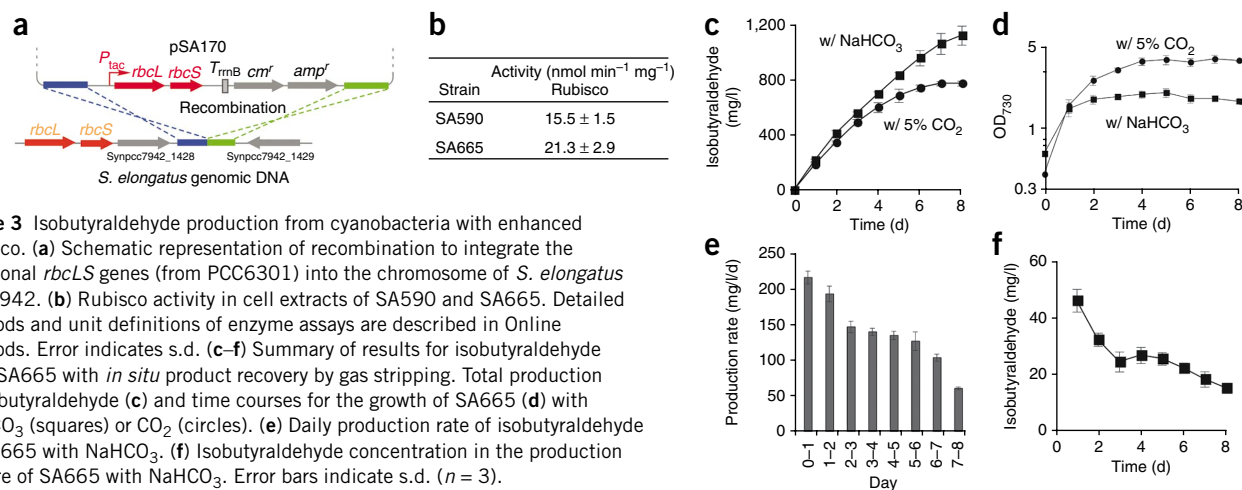 a
pSA170
Ptac
rbcL
rbcS
TrrnB
cmr
ampr
Recombination
rbcL
rbcS
Synpcc7942_1428
Synpcc7942_1429
S. elongatus genomic DNA
b
Activity (nmol min–1 mg–1)
Strain Rubisco
SA590 15.5 ± 1.5
SA665 21.3 ± 2.9
c
Isobutyraldehyde
(mg/l)
1,200
800
400
0
w/ NaHCO3
w/ 5% CO2
0 2 4 6 8
Time (d)
d
OD730
5
1
0.3
w/ 5% CO2
w/ NaHCO3
0 2 4 6 8
Time (d)
e 3 Isobutyraldehyde production from cyanobacteria with enhanced
co. (a) Schematic representation of recombination to integrate the
ional rbcLS genes (from PCC6301) into the chromosome of S. elongatus
942. (b) Rubisco activity in cell extracts of SA590 and SA665. Detailed
ods and unit definitions of enzyme assays are described in Online
ods. Error indicates s.d. (c–f) Summary of results for isobutyraldehyde
SA665 with in situ product recovery by gas stripping. Total production
butyraldehyde (c) and time courses for the growth of SA665 (d) with
CO3 (squares) or CO2 (circles). (e) Daily production rate of isobutyraldehyde
665 with NaHCO3. (f) Isobutyraldehyde concentration in the production
re of SA665 with NaHCO3. Error bars indicate s.d. (n = 3).
e
Production rate (mg/l/d)
250
200
150
100
50
0
0–1 1–2 2–3 3–4 4–5 5–6 6–7 7–8
Day
f
Isobutyraldehyde (mg/l)
60
40
20
0
0 2 4 6 8
Time (d)